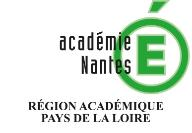 académie
Nantes
É
RÉGION ACADÉMIQUE
PAYS DE LA LOIRE